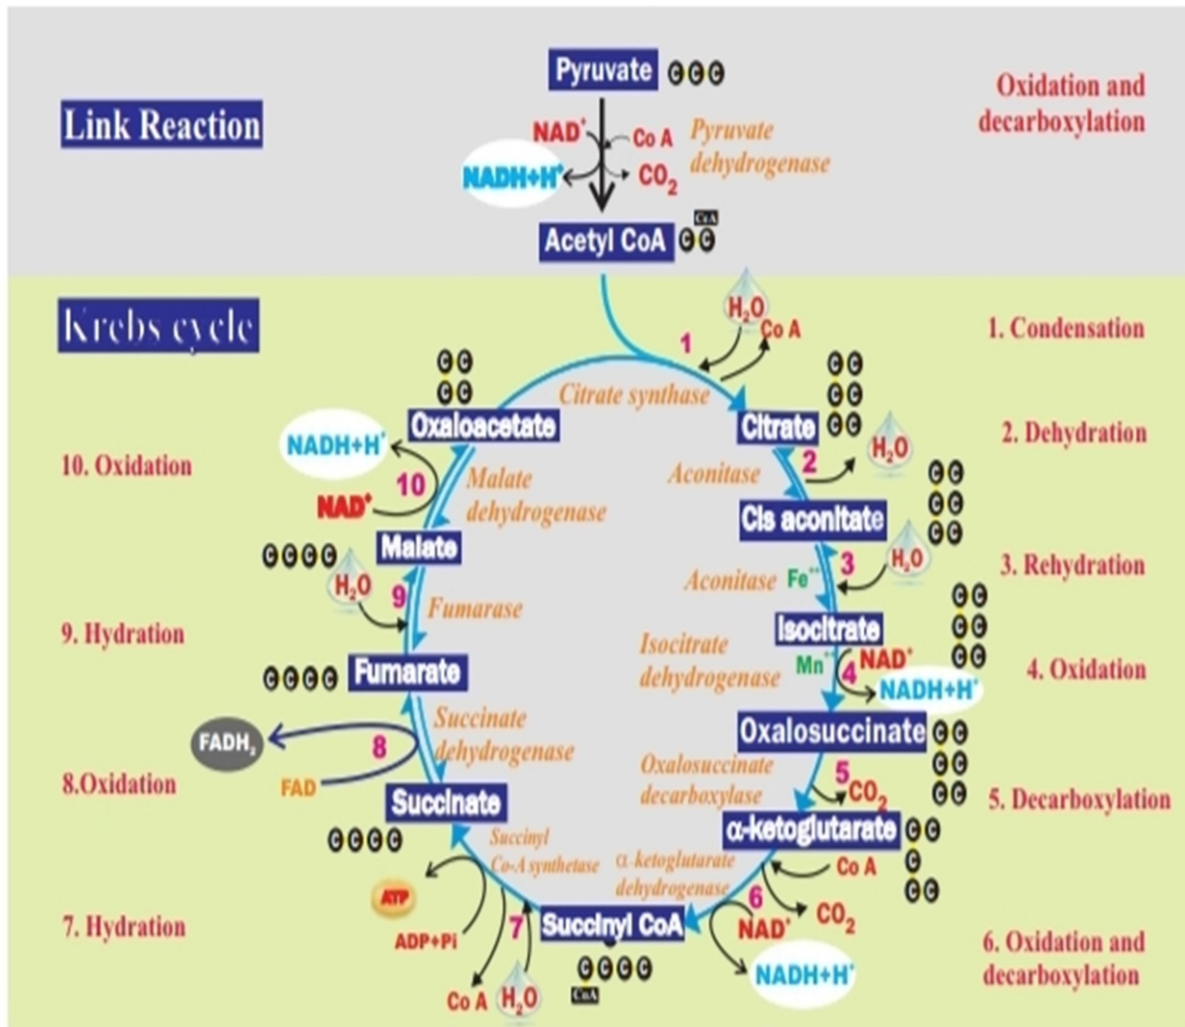 Pyruvate C C C
Link Reaction
Oxidation and
decarboxylation
NAD⁺ Co A Pyruvate
dehydrogenase
NADH+H⁺ CO₂
CoA
Acetyl CoA C C
Krebs cycle
H₂O
Co A
1
1. Condensation
Citrate synthase
C C
C C
Oxaloacetate
C C
C C
C C
Citrate
2. Dehydration
NADH+H⁺
10. Oxidation
10
NAD⁺
Malate
dehydrogenase
Aconitase
2
H₂O
Cis aconitate
C C
C C
C C
Malate
C C C C
H₂O
9
Fumarase
Aconitase Fe⁺⁺
3
H₂O
3. Rehydration
Isocitrate
C C
C C
C C
9. Hydration
Isocitrate
dehydrogenase
Mn⁺⁺
4
NAD⁺
NADH+H⁺
4. Oxidation
C C C C Fumarate
Oxalosuccinate
C C
C C
C C
FADH₂
8
FAD
Succinate
dehydrogenase
8.Oxidation
Oxalosuccinate
decarboxylase
5
CO₂
5. Decarboxylation
Succinate
C C C C
α-ketoglutarate
C C
C
C C
Succinyl
Co-A synthetase
α-ketoglutarate
dehydrogenase
Co A
6
CO₂
NAD⁺
NADH+H⁺
6. Oxidation and
decarboxylation
ATP
ADP+Pi
7. Hydration
7
Succinyl CoA
C C C C
CoA
Co A
H₂O